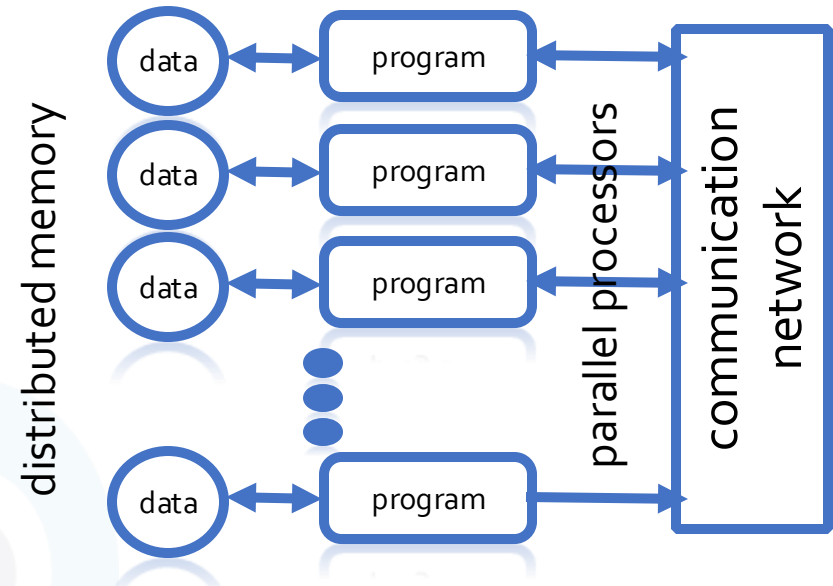 distributed memory
data
program
data
program
data
program
data
program
parallel processors
communication
network